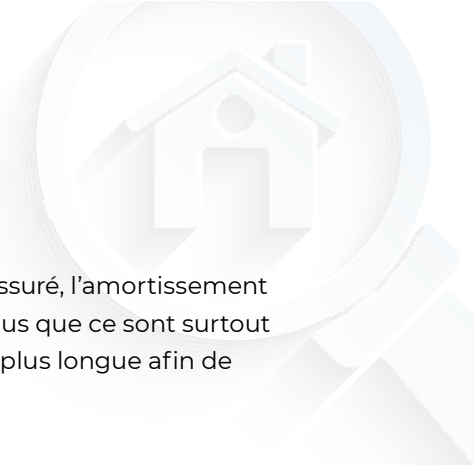 ssuré, l’amortissement
us que ce sont surtout
plus longue afin de